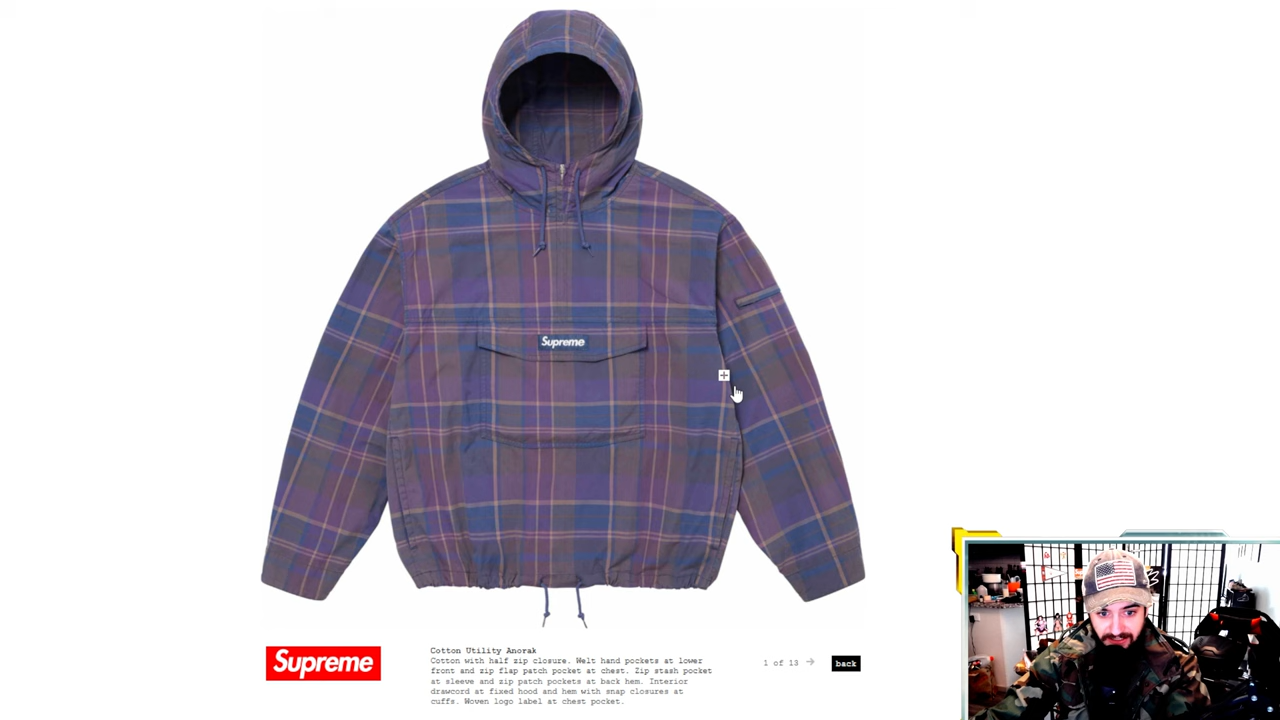 Supreme
Supreme
Cotton Utility Anorak
Cotton with half zip closure. Welt hand pockets at lower
front and zip flap patch pocket at chest. Zip stash pocket
at sleeve and zip patch pockets at back hem. Interior
drawcord at fixed hood and hem with snap closures at
cuffs. Woven logo label at chest pocket.
1 of 13 →
back